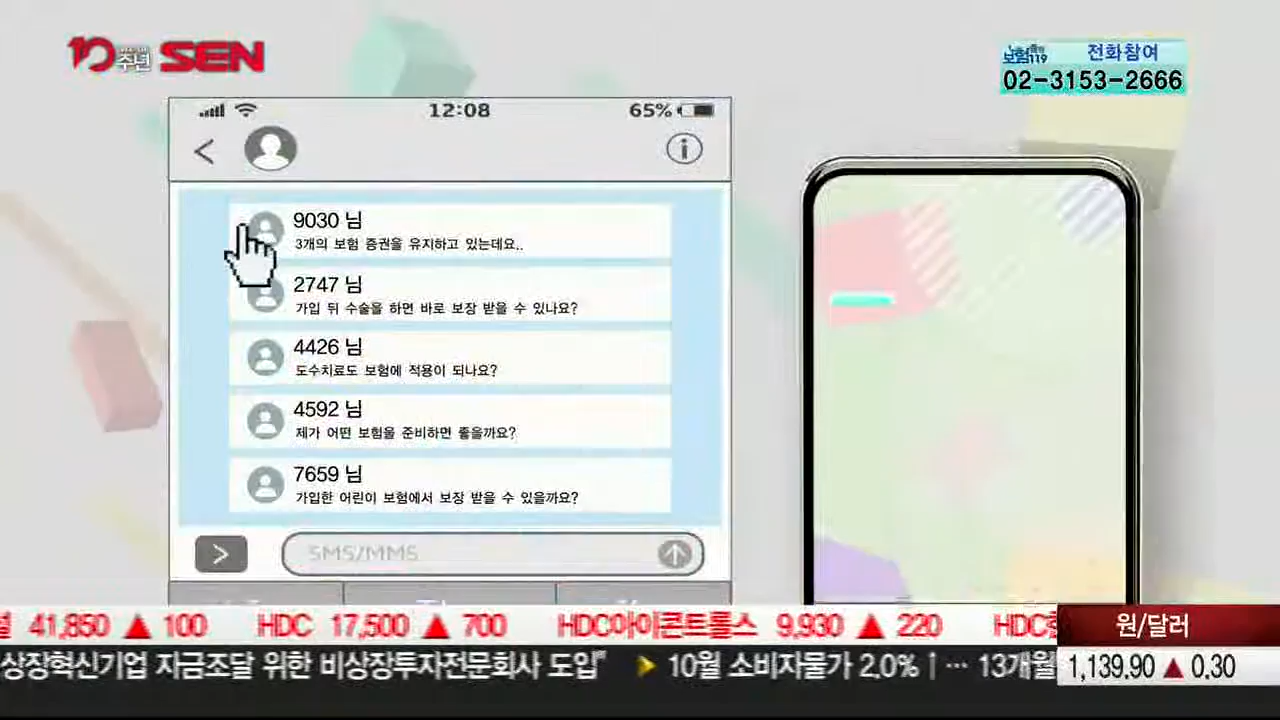 10주년 SEN
보험119 전화참여
02-3153-2666
12:08
65%
9030 님
3개의 보험 증권을 유지하고 있는데요..
2747 님
가입 뒤 수술을 하면 바로 보장 받을 수 있나요?
4426 님
도수치료도 보험에 적용이 되나요?
4592 님
제가 어떤 보험을 준비하면 좋을까요?
7659 님
가입한 어린이 보험에서 보장 받을 수 있을까요?
SMS/MMS
41,850 ▲ 100 HDC 17,500 ▲ 700 HDC아이콘트롤스 9,930 ▲ 220 HDC
원/달러
상장혁신기업 자금조달 위한 비상장투자전문회사 도입" ▶ 10월 소비자물가 2.0%↑… 13개월
1,139.90 ▲ 0.30